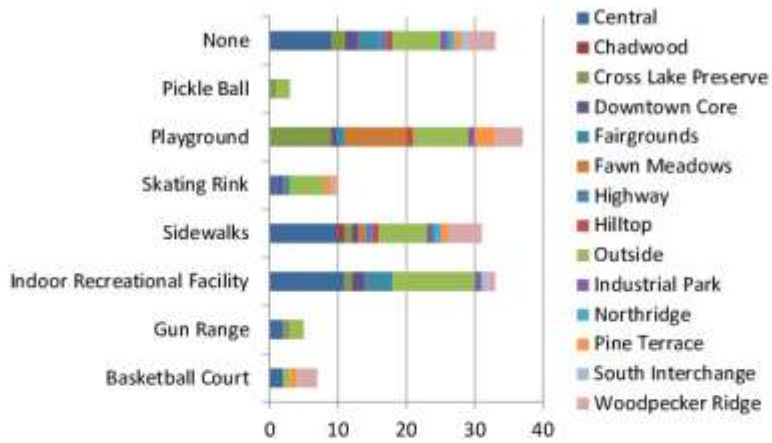 None
Pickle Ball
Playground
Skating Rink
Sidewalks
Indoor Recreational Facility
Gun Range
Basketball Court
0 10 20 30 40
Central
Chadwood
Cross Lake Preserve
Downtown Core
Fairgrounds
Fawn Meadows
Highway
Hilltop
Outside
Industrial Park
Northridge
Pine Terrace
South Interchange
Woodpecker Ridge